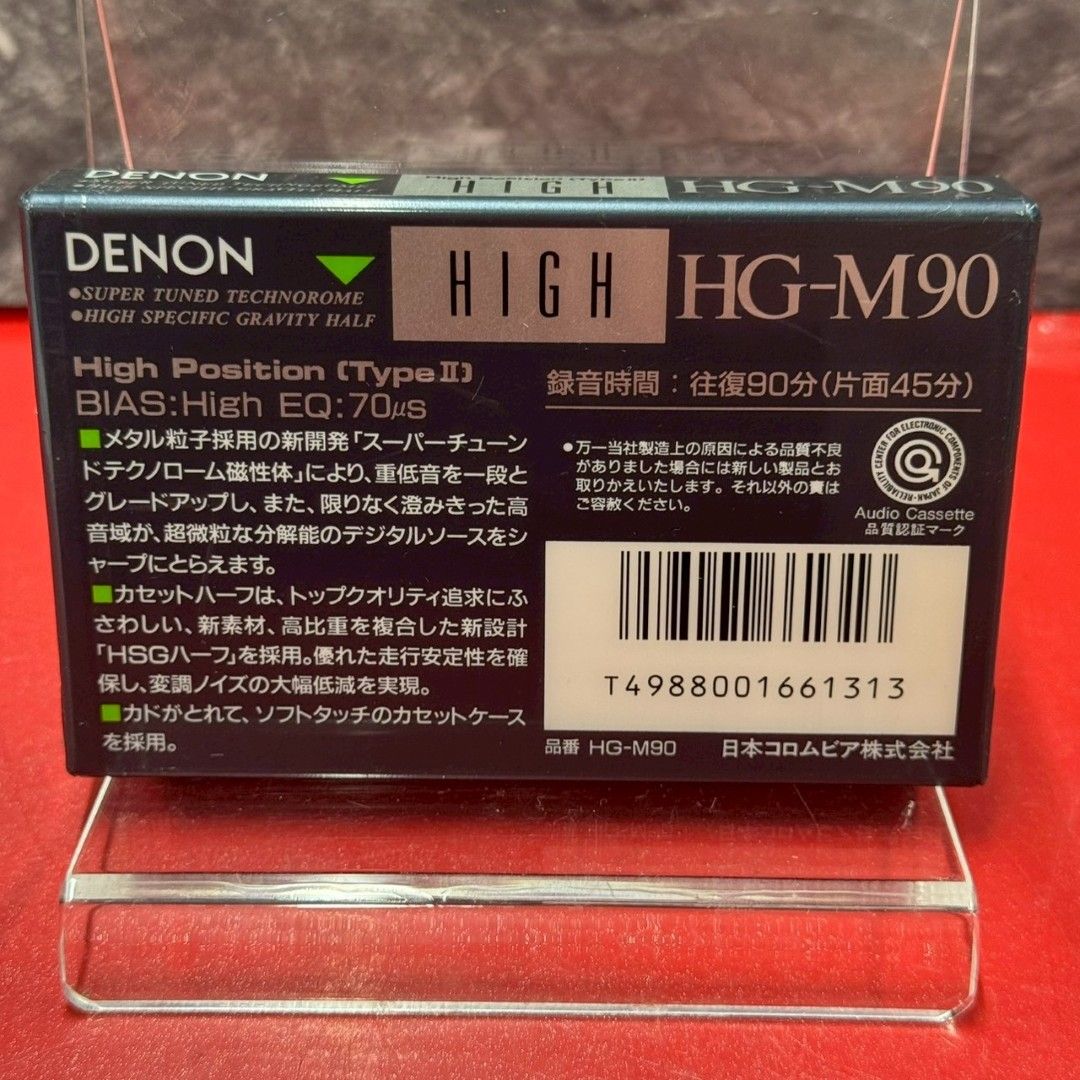 DENON
HIGH
HG-M90
DENON
HIGH
HG-M90
●SUPER TUNED TECHNOROME
●HIGH SPECIFIC GRAVITY HALF
High Position (TypeⅡ)
BIAS:High EQ:70μs
■メタル粒子採用の新開発「スーパーチューン
ドテクノローム磁性体」により、重低音を一段と
グレードアップし、また、限りなく澄みきった高
音域が、超微粒な分解能のデジタルソースをシ
ャープにとらえます。
■カセットハーフは、トップクオリティ追求にふ
さわしい、新素材、高比重を複合した新設計
「HSGハーフ」を採用。優れた走行安定性を確
保し、変調ノイズの大幅低減を実現。
■カドがとれて、ソフトタッチのカセットケース
を採用。
録音時間：往復90分(片面45分)
●万一当社製造上の原因による品質不良
がありました場合には新しい製品とお
取りかえいたします。それ以外の責は
ご容赦ください。
RELIABILITY CENTER FOR ELECTRONIC COMPONENTS OF JAPAN
Audio Cassette
品質認証マーク
T4988001661313
品番 HG-M90
日本コロムビア株式会社